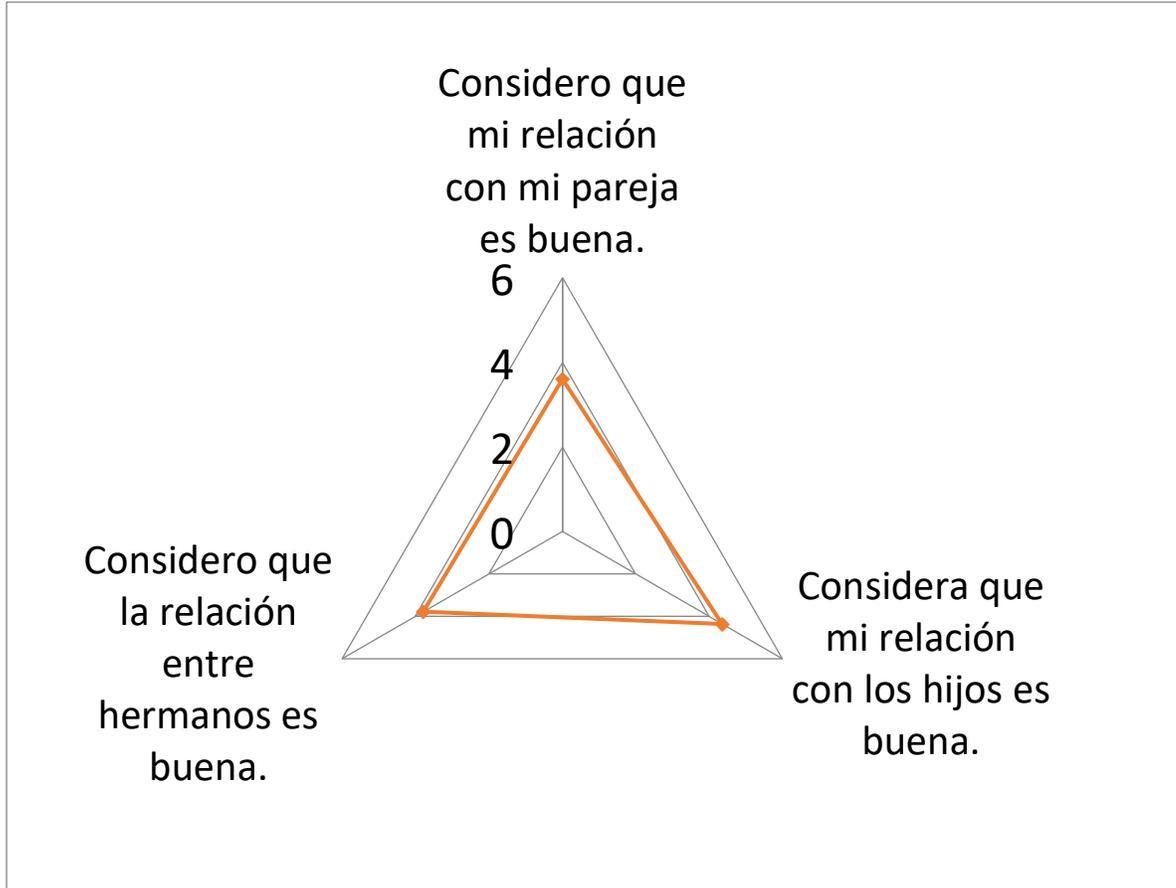 Considero que
mi relación
con mi pareja
es buena.
6
4
2
0
Considero que
la relación
entre
hermanos es
buena.
Considera que
mi relación
con los hijos es
buena.